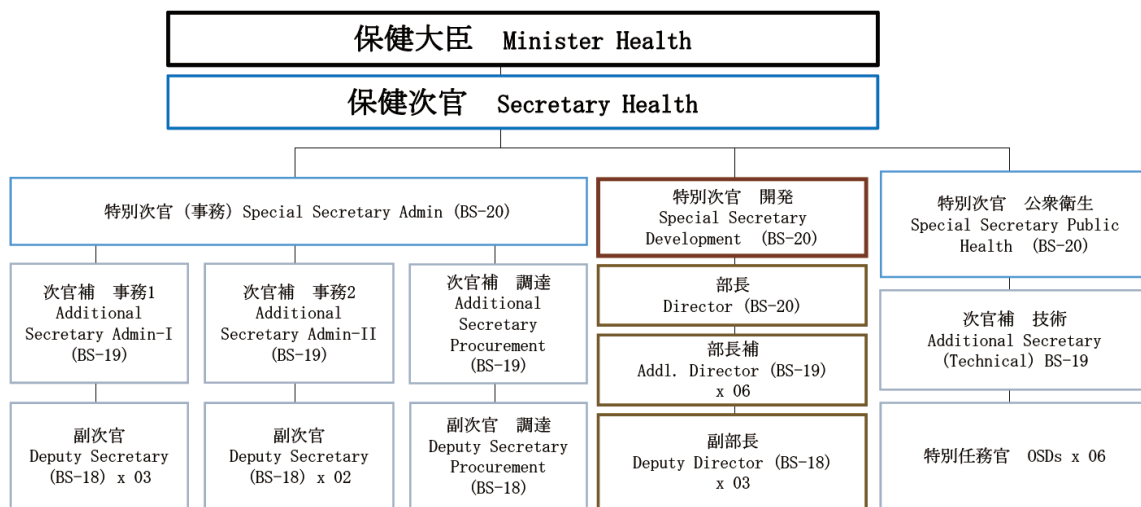 保健大臣 Minister Health
保健次官 Secretary Health
特別次官 (事務) Special Secretary Admin (BS-20)
特別次官 開発
Special Secretary
Development (BS-20)
特別次官 公衆衛生
Special Secretary Public
Health (BS-20)
次官補 事務1
Additional
Secretary Admin-I
(BS-19)
次官補 事務2
Additional
Secretary Admin-II
(BS-19)
次官補 調達
Additional
Secretary
Procurement
(BS-19)
部長
Director (BS-20)
部長補
Addl. Director (BS-19)
x 06
次官補 技術
Additional Secretary
(Technical) BS-19
副次官
Deputy Secretary
(BS-18) x 03
副次官
Deputy Secretary
(BS-18) x 02
副次官 調達
Deputy Secretary
Procurement
(BS-18)
副部長
Deputy Director (BS-18)
x 03
特別任務官 OSDs x 06